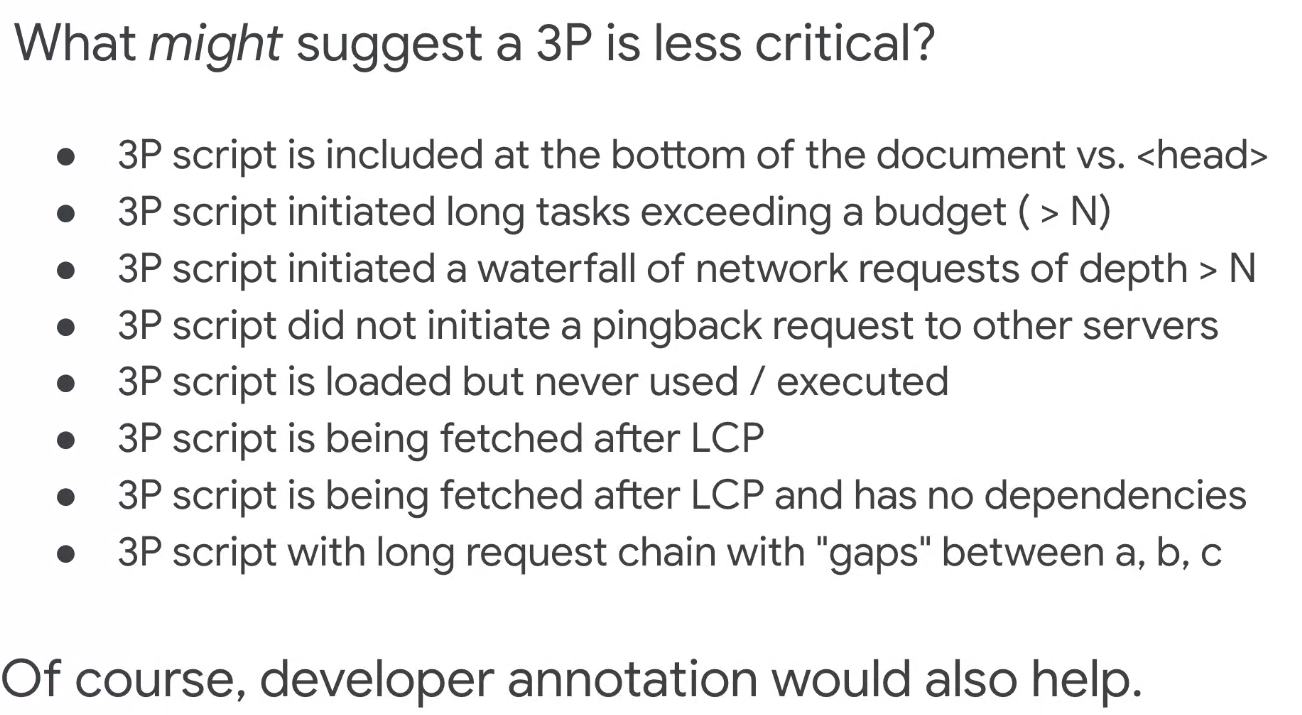 What might suggest a 3P is less critical?
● 3P script is included at the bottom of the document vs. <head>
● 3P script initiated long tasks exceeding a budget ( > N)
● 3P script initiated a waterfall of network requests of depth > N
● 3P script did not initiate a pingback request to other servers
● 3P script is loaded but never used / executed
● 3P script is being fetched after LCP
● 3P script is being fetched after LCP and has no dependencies
● 3P script with long request chain with "gaps" between a, b, c
Of course, developer annotation would also help.